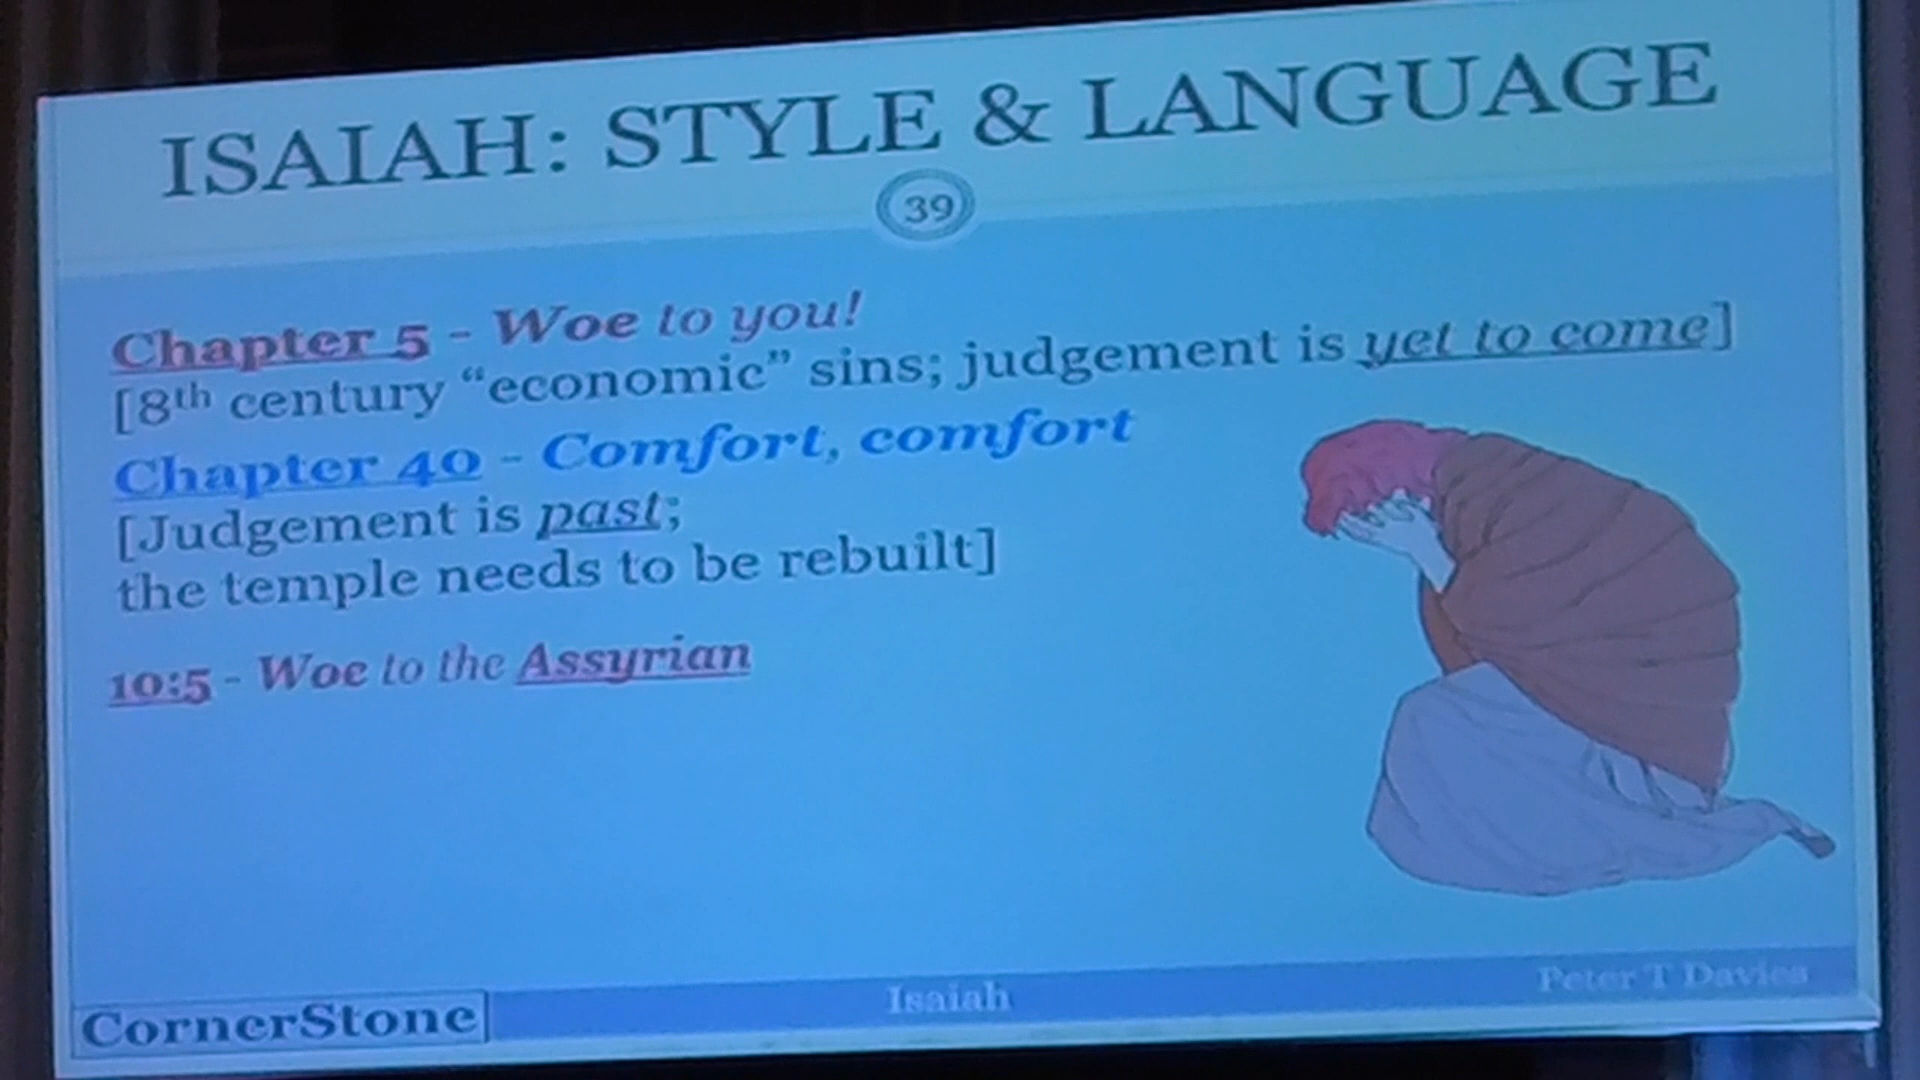 ISAIAH: STYLE & LANGUAGE
39
Chapter 5 - Woe to you!
[8th century “economic” sins; judgement is yet to come]
Chapter 40 - Comfort, comfort
[Judgement is past;
the temple needs to be rebuilt]
10:5 - Woe to the Assyrian
CornerStone
Isaiah
Peter T Davies